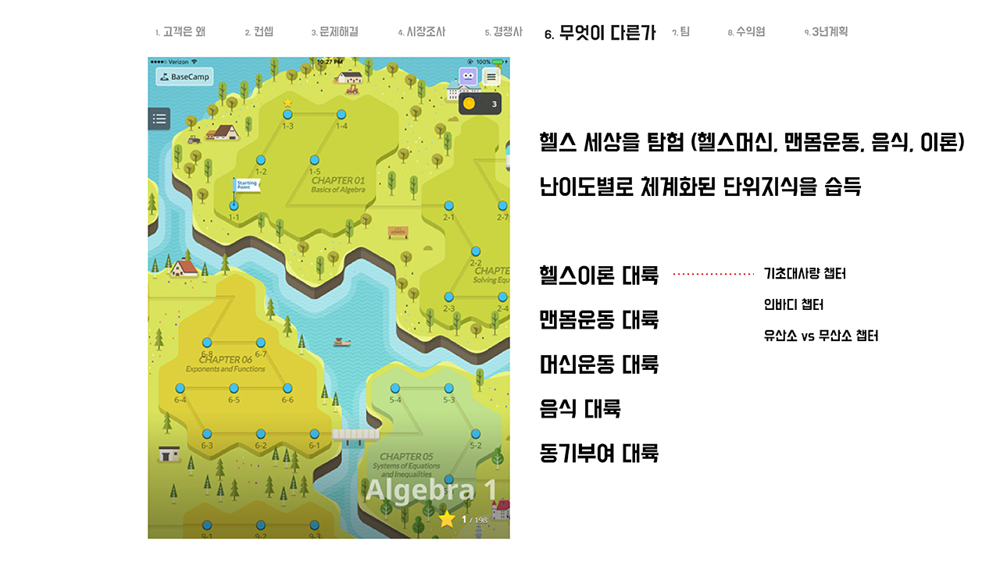 1. 고객은 왜
2. 컨셉
3. 문제해결
4. 시장조사
5. 경쟁사
6. 무엇이 다른가
7. 팀
8. 수익원
9. 3년계획
Verizon
10:27 PM
100%
BaseCamp
3
1-3
1-4
1-2
1-5
CHAPTER 01
Basics of Algebra
Starting
Point
1-1
2-1
2-7
2-2
CHAPTE
Solving Equ
2-3
2-4
6-8
6-7
CHAPTER 06
Exponents and Functions
6-4
6-5
6-6
5-4
5-3
6-3
6-2
6-1
5-2
CHAPTER 05
Systems of Equations
and Inequalities
Algebra 1
1 / 198
9-1
9-2
9-3
헬스 세상을 탐험 (헬스머신, 맨몸운동, 음식, 이론)
난이도별로 체계화된 단위지식을 습득
헬스이론 대륙
기초대사량 챕터
인바디 챕터
유산소 vs 무산소 챕터
맨몸운동 대륙
머신운동 대륙
음식 대륙
동기부여 대륙